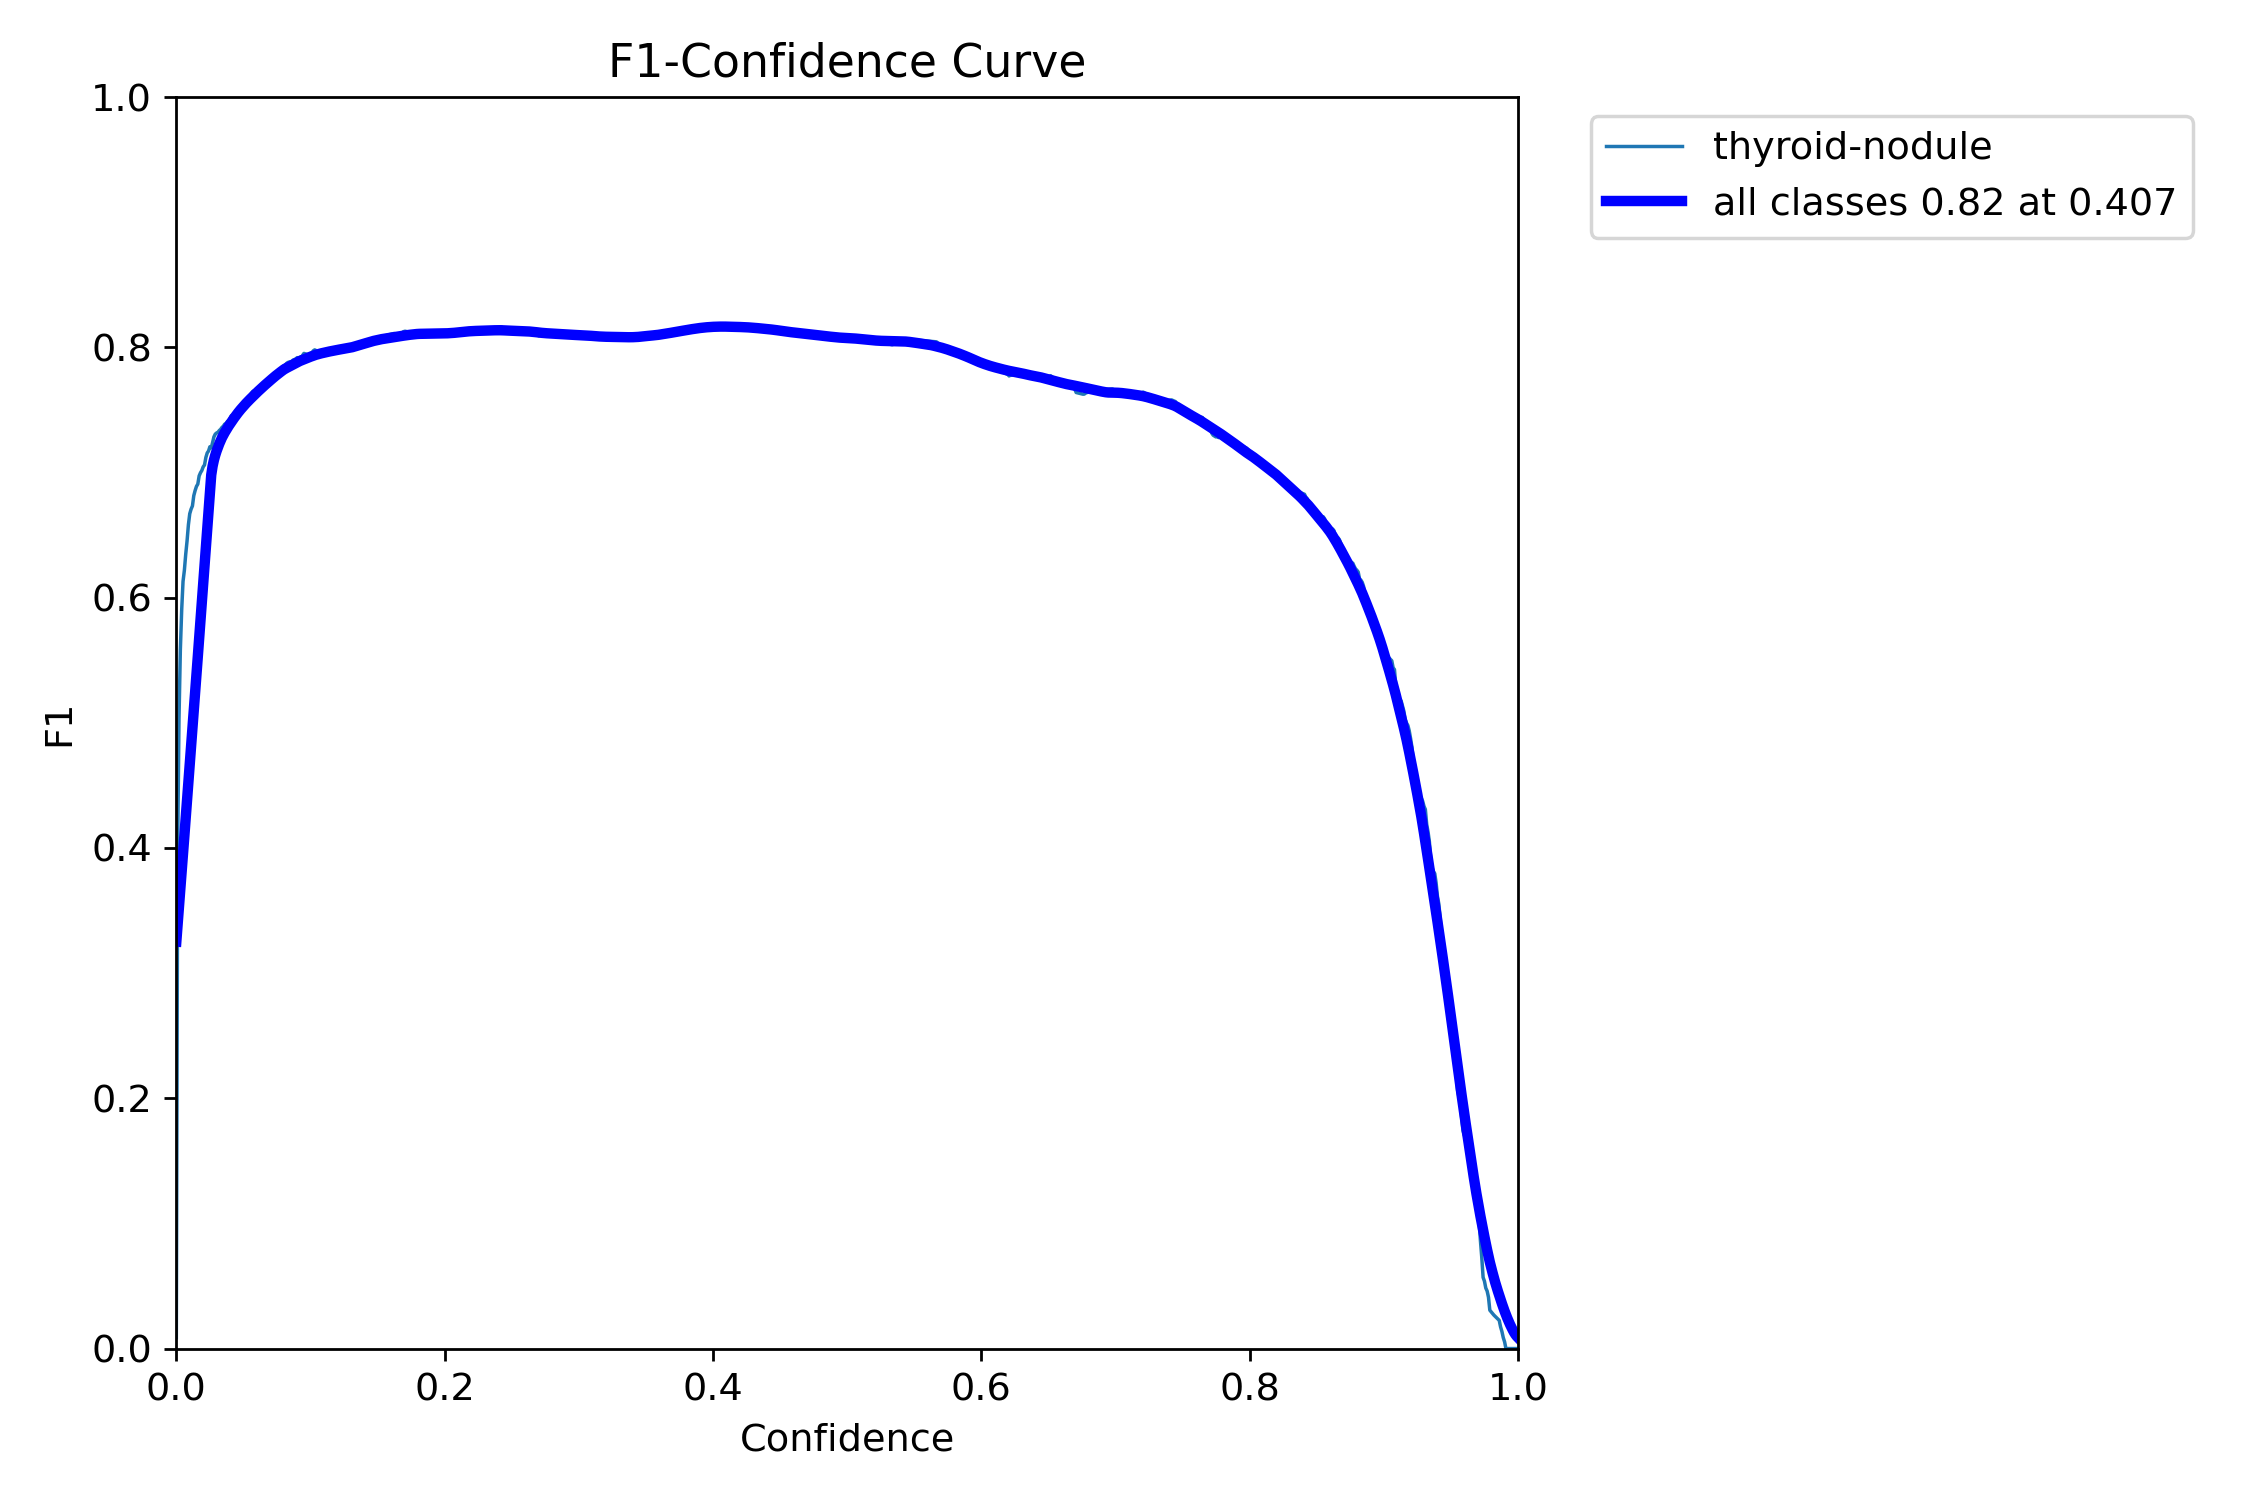 F1-Confidence Curve
1.0
0.8
0.6
0.4
0.2
0.0
F1
0.0 0.2 0.4 0.6 0.8 1.0
Confidence
thyroid-nodule
all classes 0.82 at 0.407